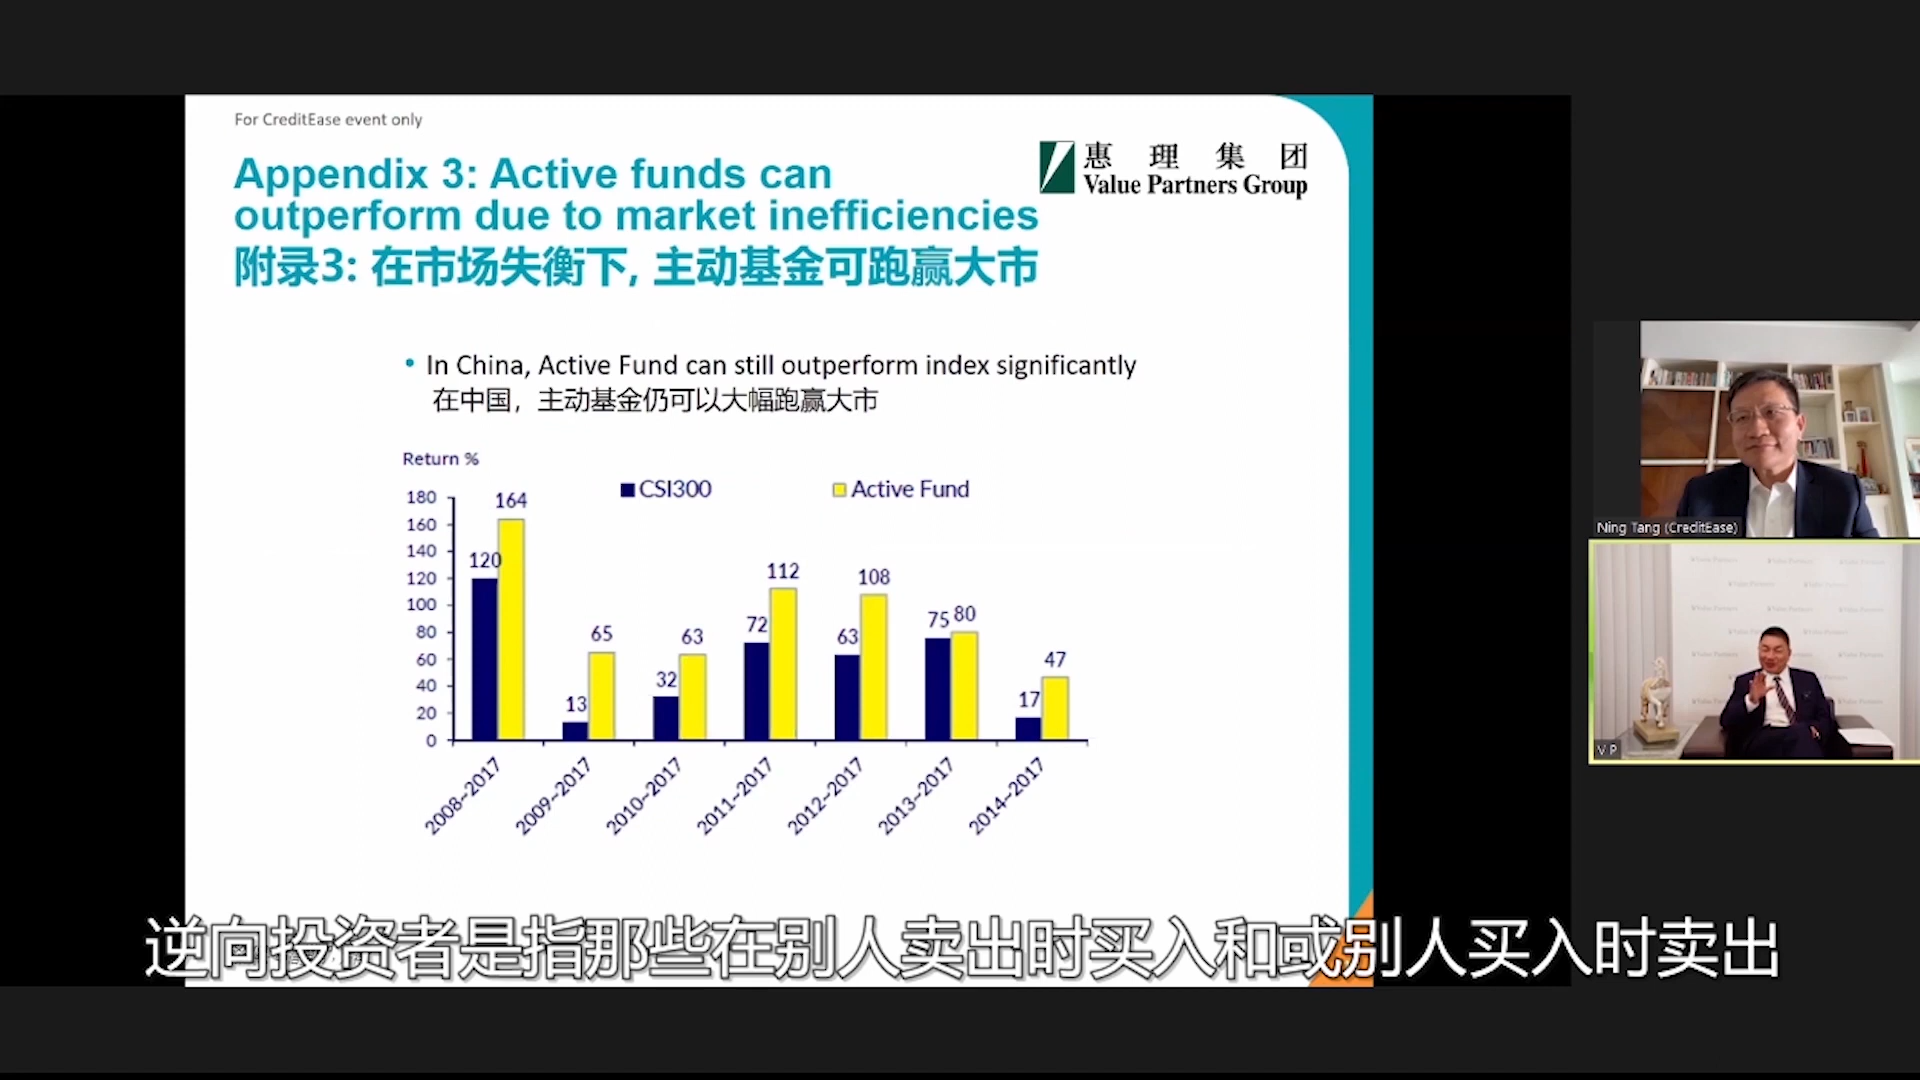 For CreditEase event only
Appendix 3: Active funds can
outperform due to market inefficiencies
附录3: 在市场失衡下, 主动基金可跑赢大市
惠理集团
Value Partners Group
• In China, Active Fund can still outperform index significantly
在中国，主动基金仍可以大幅跑赢大市
Return %
CSI300
Active Fund
180
160
140
120
100
80
60
40
20
0
120
164
13
65
32
63
72
112
63
108
75
80
17
47
2008~2017
2009~2017
2010~2017
2011~2017
2012~2017
2013~2017
2014~2017
Ning Tang (CreditEase)
V P
逆向投资者是指那些在别人卖出时买入和或别人买入时卖出